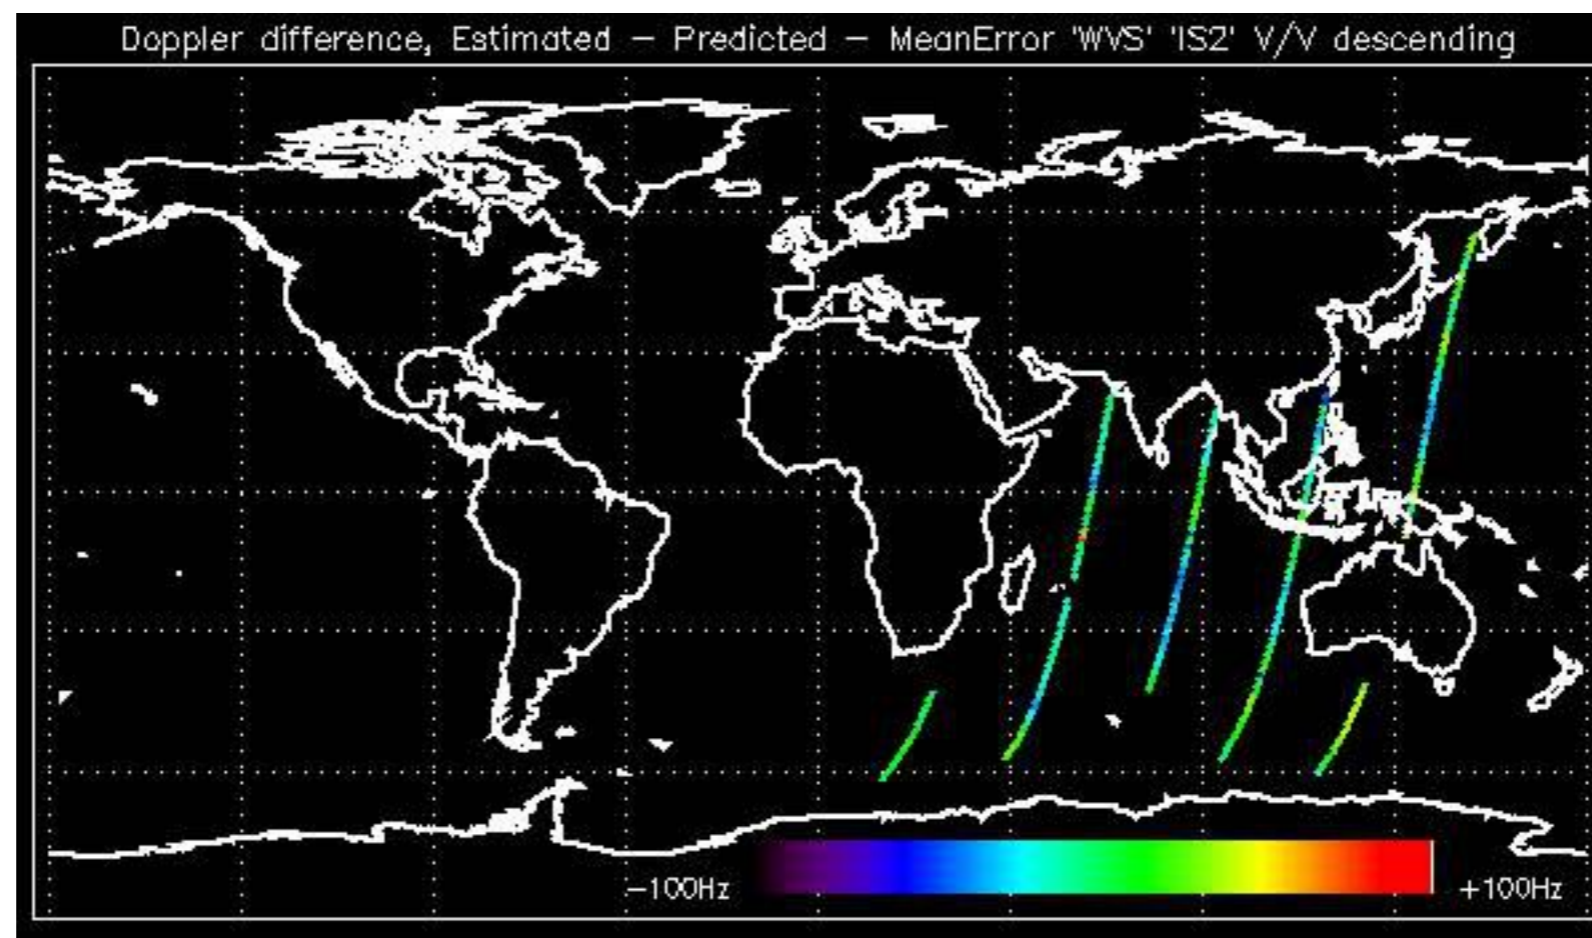 Doppler difference, Estimated − Predicted − MeanError 'WVS' 'IS2' V/V descending
−100Hz
+100Hz